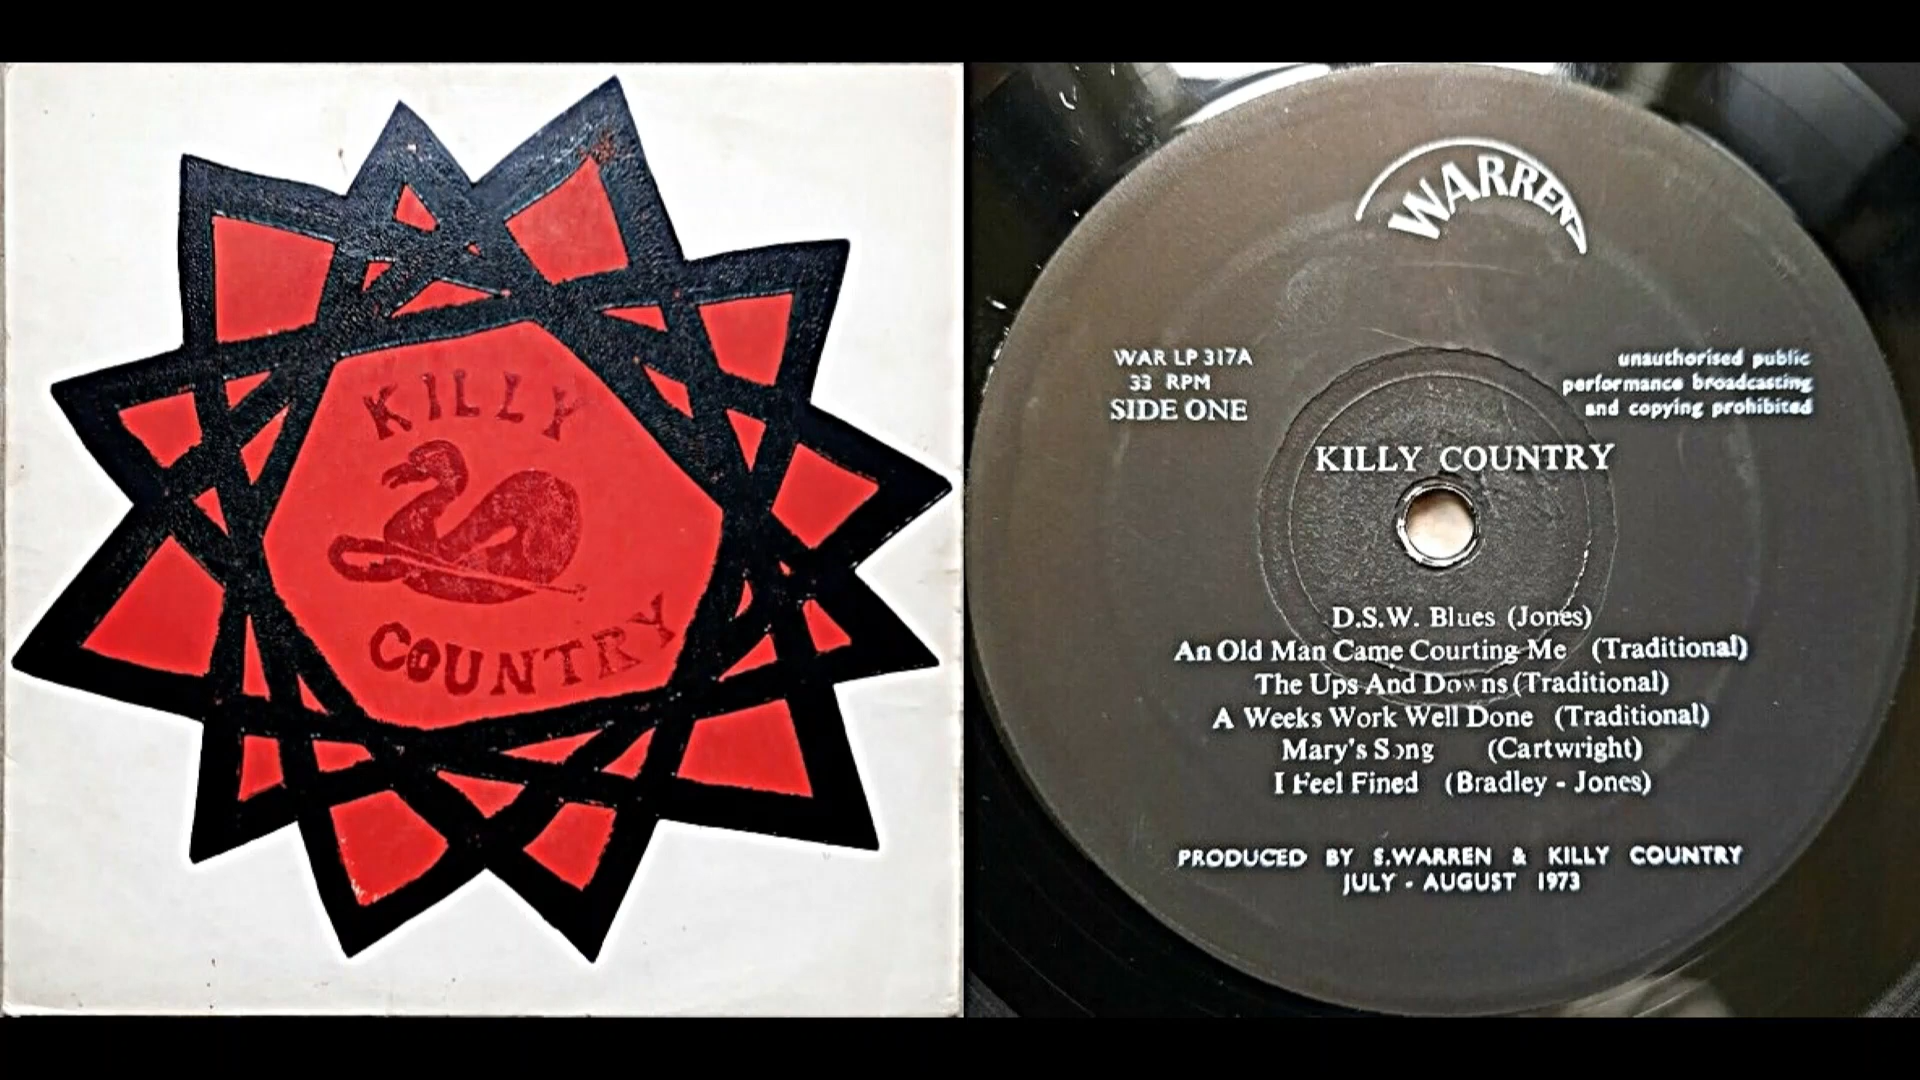 KILLY
COUNTRY
WARREN
WAR LP 317A
33 RPM
SIDE ONE
unauthorised public
performance broadcasting
and copying prohibited
KILLY COUNTRY
D.S.W. Blues (Jones)
An Old Man Came Courting Me (Traditional)
The Ups And Downs (Traditional)
A Weeks Work Well Done (Traditional)
Mary's Song (Cartwright)
I Feel Fined (Bradley - Jones)
PRODUCED BY S.WARREN & KILLY COUNTRY
JULY - AUGUST 1973